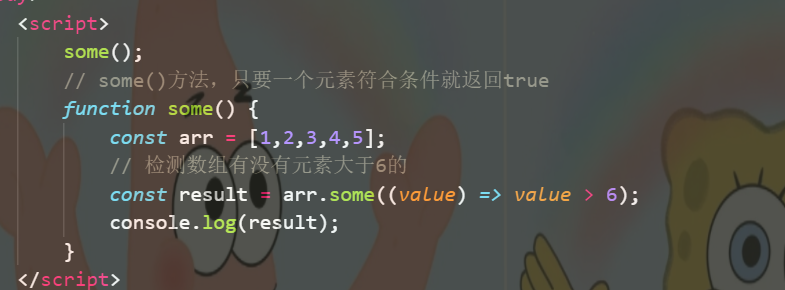 <script>
some();
// some()方法，只要一个元素符合条件就返回true
function some() {
const arr = [1,2,3,4,5];
// 检测数组有没有元素大于6的
const result = arr.some((value) => value > 6);
console.log(result);
}
</script>